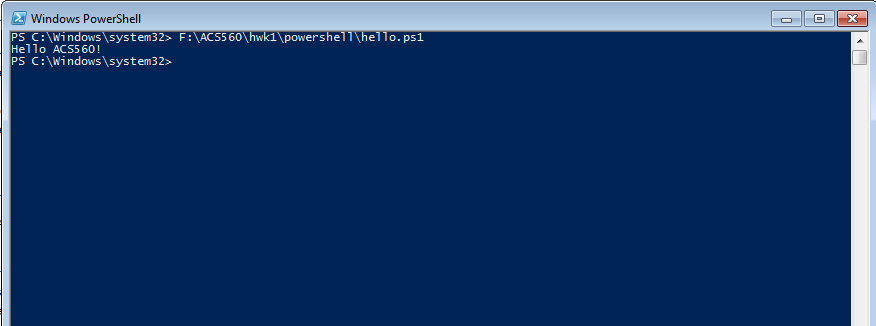 Windows PowerShell
PS C:\Windows\system32> F:\ACS560\hwk1\powershell\hello.ps1
Hello ACS560!
PS C:\Windows\system32>